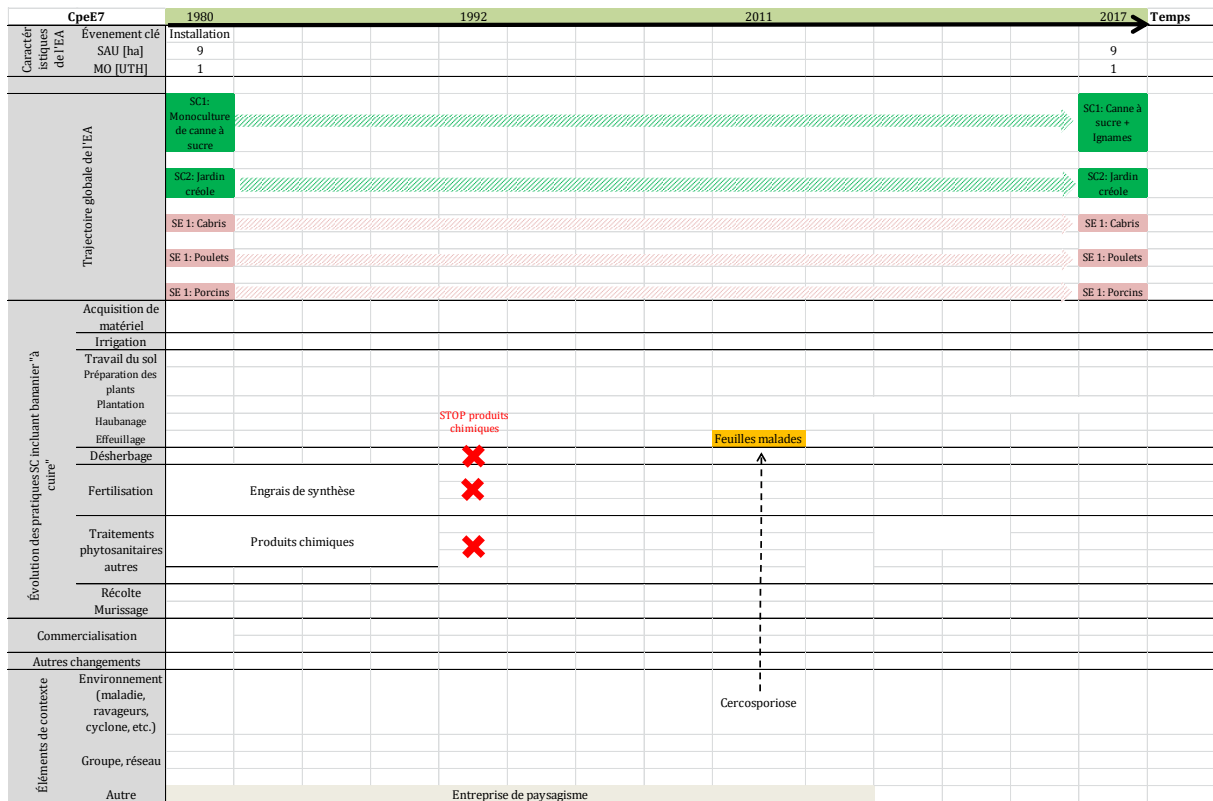 CpeE7 1980 1992 2011 2017 Temps
Caractér
istiques
de l'EA
Évenement clé Installation
SAU [ha] 9 9
MO [UTH] 1 1
Trajectoire globale de l'EA
SC1:
Monoculture
de canne à
sucre
SC1: Canne à
sucre +
Ignames
SC2: Jardin
créole
SC2: Jardin
créole
SE 1: Cabris SE 1: Cabris
SE 1: Poulets SE 1: Poulets
SE 1: Porcins SE 1: Porcins
Évolution des pratiques SC incluant bananier "à
cuire"
Acquisition de
matériel
Irrigation
Travail du sol
Préparation des
plants
Plantation
Haubanage
STOP produits
chimiques
Effeuillage Feuilles malades
Désherbage
Fertilisation Engrais de synthèse
Traitements
phytosanitaires
autres
Produits chimiques
Récolte
Murissage
Commercialisation
Autres changements
Éléments de contexte
Environnement
(maladie,
ravageurs,
cyclone, etc.)
Cercosporiose
Groupe, réseau
Autre Entreprise de paysagisme